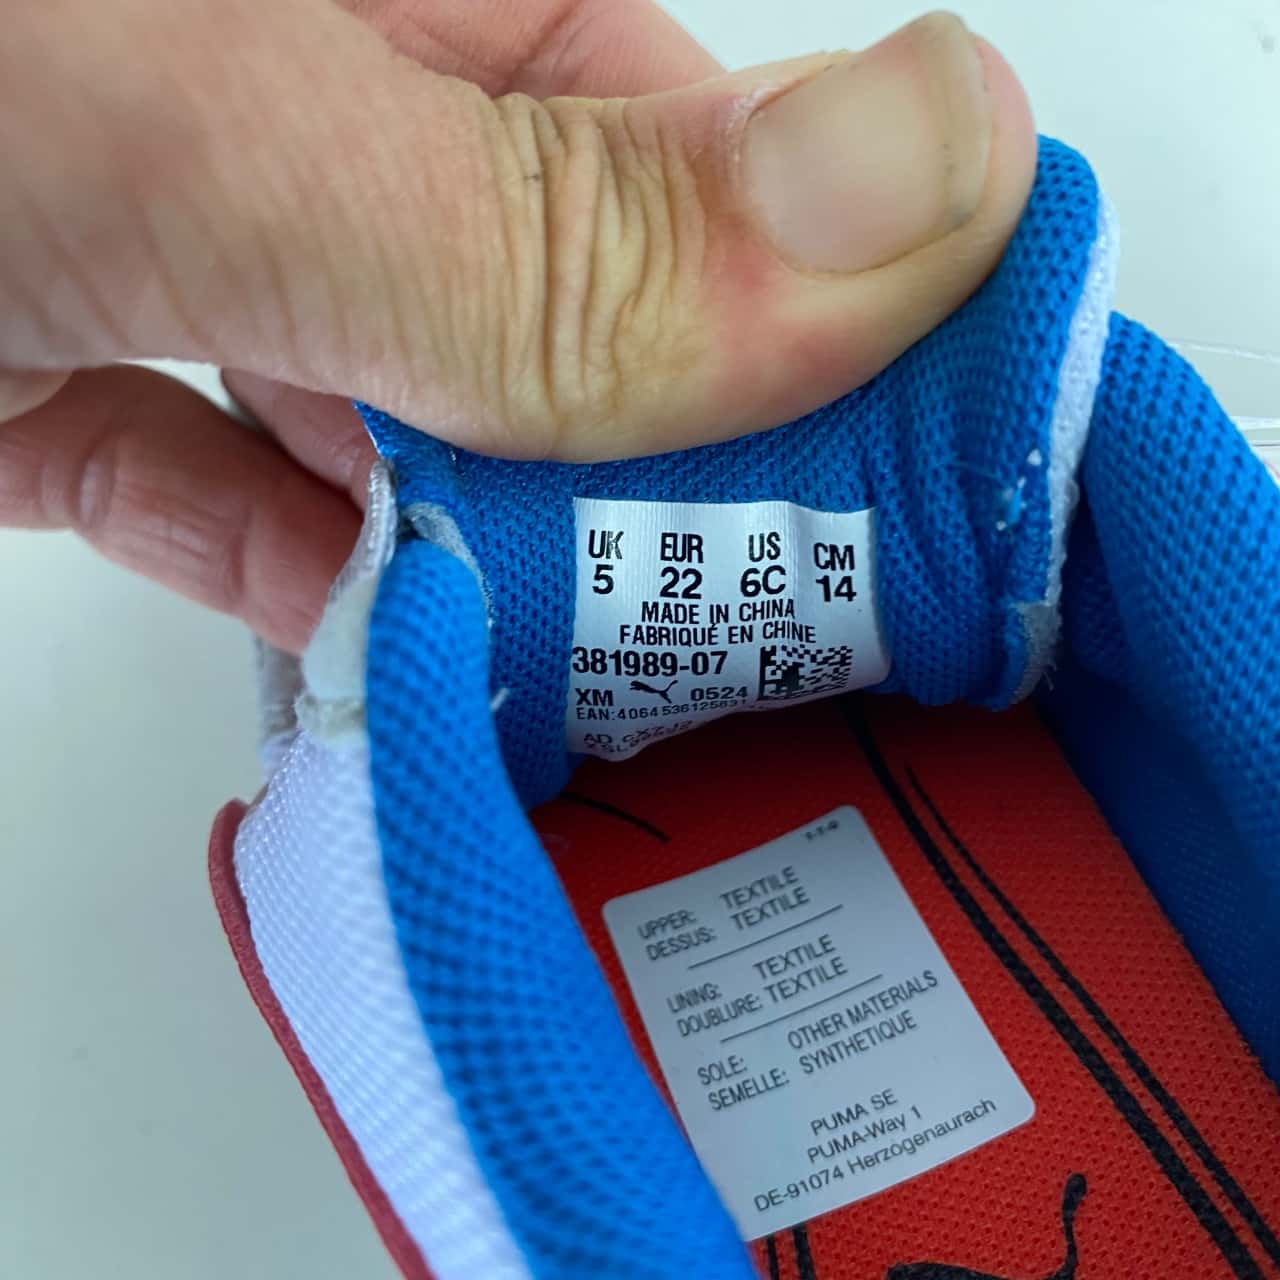 UK EUR US CM
5 22 6C 14
MADE IN CHINA
FABRIQUÉ EN CHINE
381989-07
XM 0524
EAN:4064536125631
UPPER: TEXTILE
DESSUS: TEXTILE
LINING: TEXTILE
DOUBLURE: TEXTILE
SOLE: OTHER MATERIALS
SEMELLE: SYNTHETIQUE
PUMA SE
PUMA-Way 1
DE-91074 Herzogenaurach